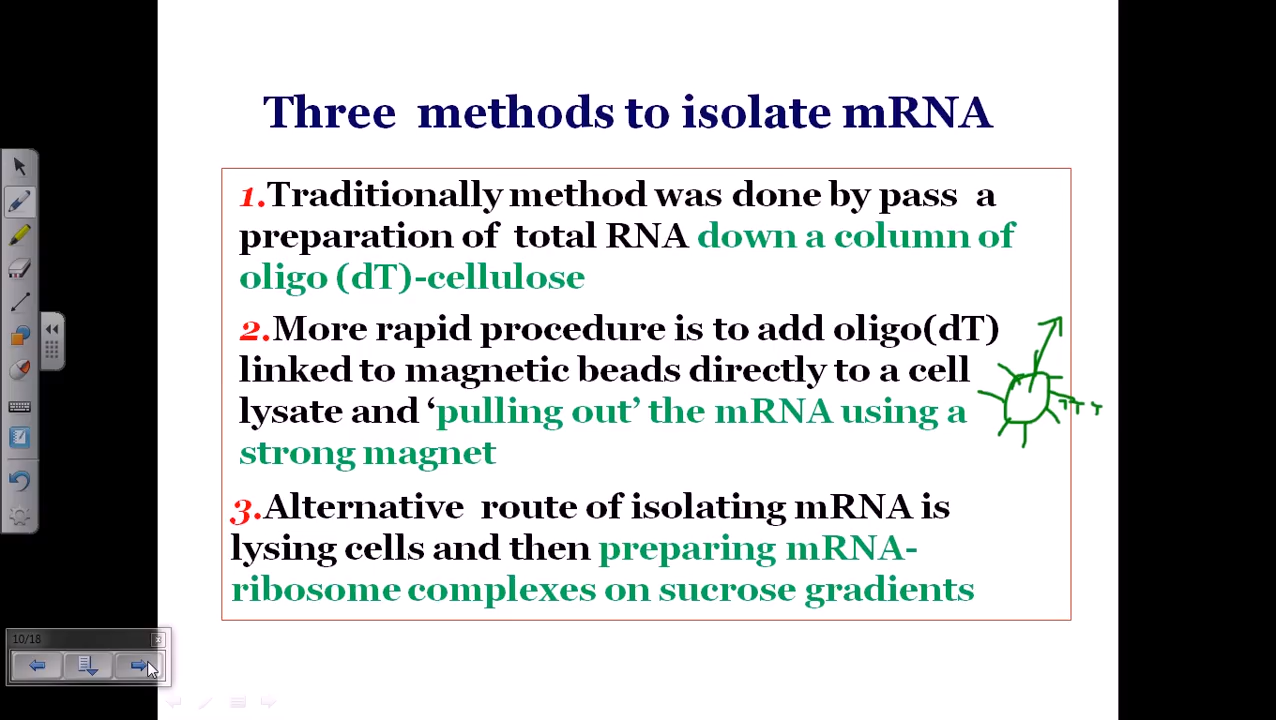 Three methods to isolate mRNA
1.Traditionally method was done by pass a
preparation of total RNA down a column of
oligo (dT)-cellulose
2.More rapid procedure is to add oligo(dT)
linked to magnetic beads directly to a cell
lysate and ‘pulling out’ the mRNA using a
strong magnet
3.Alternative route of isolating mRNA is
lysing cells and then preparing mRNA-
ribosome complexes on sucrose gradients
10/18